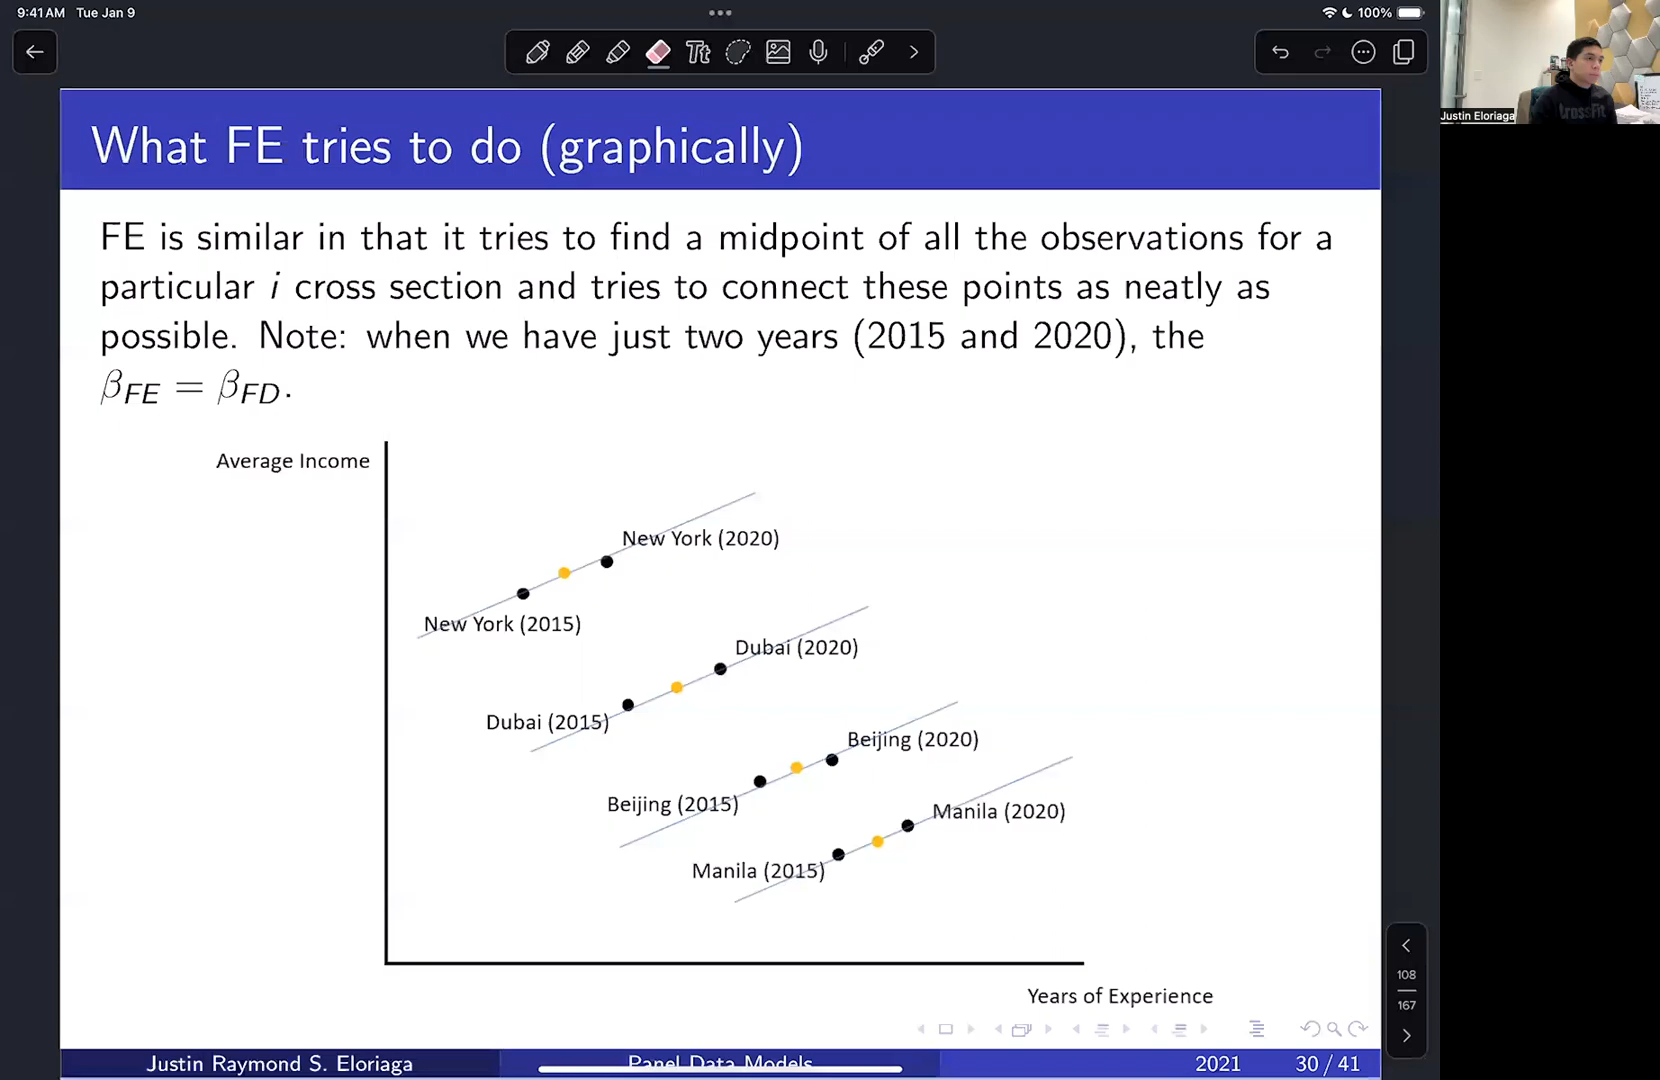 9:41 AM Tue Jan 9
100%
Tt
Justin Eloriaga
What FE tries to do (graphically)
FE is similar in that it tries to find a midpoint of all the observations for a
particular i cross section and tries to connect these points as neatly as
possible. Note: when we have just two years (2015 and 2020), the
βFE = βFD.
Average Income
New York (2020)
New York (2015)
Dubai (2020)
Dubai (2015)
Beijing (2020)
Beijing (2015)
Manila (2020)
Manila (2015)
Years of Experience
108
167
Justin Raymond S. Eloriaga Panel Data Models 2021 30 / 41
CrossFit